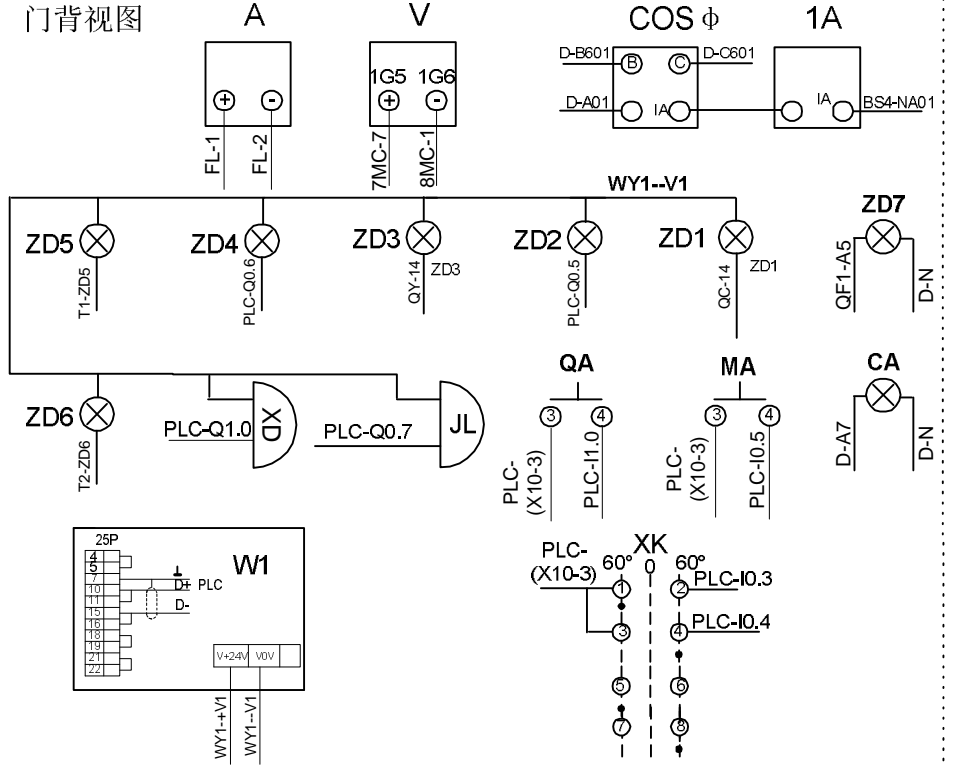 门背视图
A
V
COS ф
1A
1G5 1G6
+ -
+ -
D-B601
B
C
D-C601
D-A01
IA
IA
BS4-NA01
FL-1
FL-2
7MC-7
8MC-1
WY1--V1
ZD5
T1-ZD5
ZD4
PLC-Q0.6
ZD3
QY-14
ZD3
ZD2
PLC-Q0.5
ZD1
QC-14
ZD1
ZD7
QF1-A5
D-N
ZD6
T2-ZD6
PLC-Q1.0
XD
PLC-Q0.7
JL
QA
3 4
PLC-
(X10-3)
PLC-I1.0
MA
3 4
PLC-
(X10-3)
PLC-I0.5
CA
D-A7
D-N
25P
4
5
7
10
11
15
16
18
19
21
22
D+ PLC
D-
W1
V+24V V0V
WY1-+V1
WY1--V1
XK
60° 0 60°
PLC-
(X10-3)
1 2
PLC-I0.3
3 4
PLC-I0.4
5 6
7 8